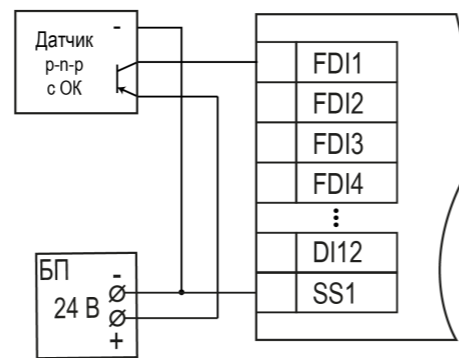 Датчик -
p-n-p
с ОК
FDI1
FDI2
FDI3
FDI4
DI12
SS1
БП -
24 В
+